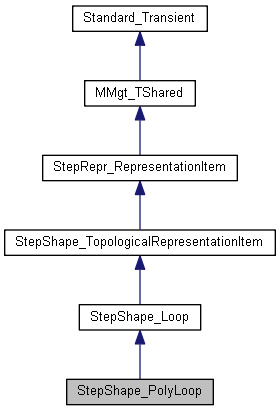 Standard_Transient
MMgt_TShared
StepRepr_RepresentationItem
StepShape_TopologicalRepresentationItem
StepShape_Loop
StepShape_PolyLoop